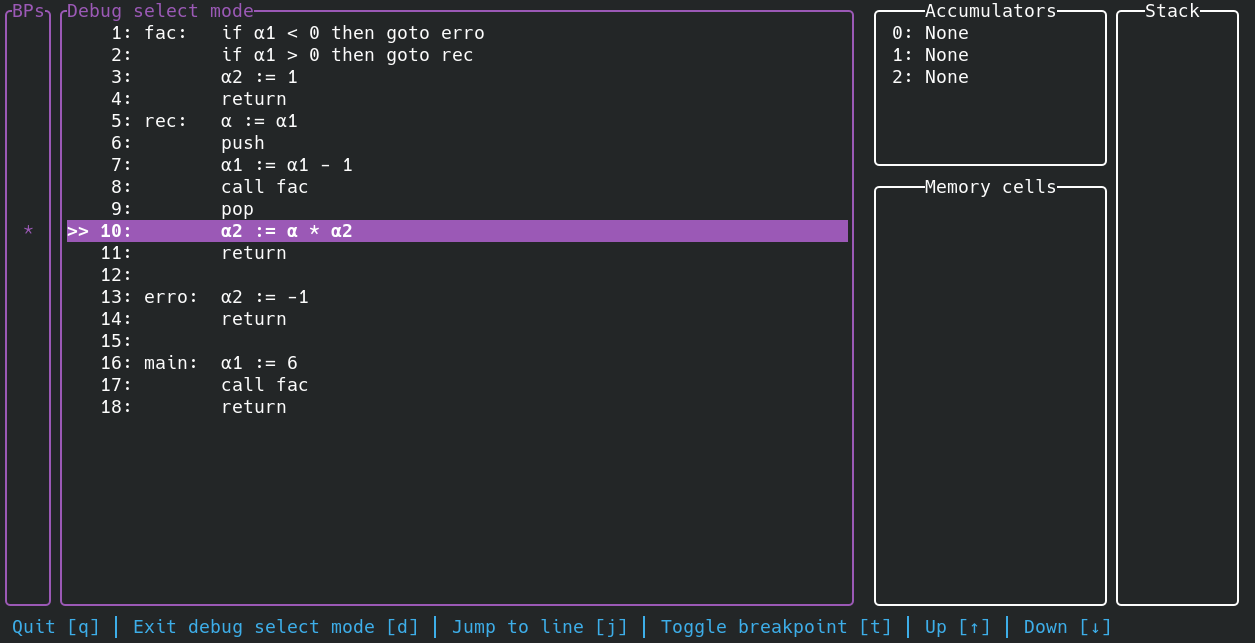 BPs Debug select mode Accumulators Stack
1: fac: if α1 < 0 then goto erro
2: if α1 > 0 then goto rec
3: α2 := 1
4: return
5: rec: α := α1
6: push
7: α1 := α1 - 1
8: call fac
9: pop
* >> 10: α2 := α * α2
11: return
12:
13: erro: α2 := -1
14: return
15:
16: main: α1 := 6
17: call fac
18: return
0: None
1: None
2: None
Memory cells
Quit [q] | Exit debug select mode [d] | Jump to line [j] | Toggle breakpoint [t] | Up [↑] | Down [↓]